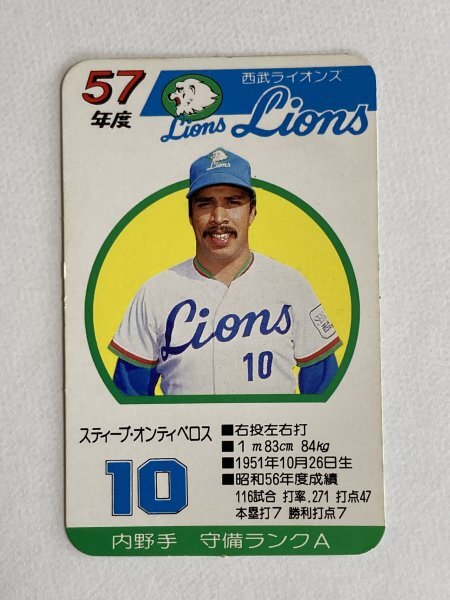 57
年度
西武ライオンズ
Lions Lions
Lions
Lions
10
スティーブ・オンティベロス
10
■右投左右打
■1m83cm 84kg
■1951年10月26日生
■昭和56年度成績
116試合 打率.271 打点47
本塁打7 勝利打点7
内野手 守備ランクA